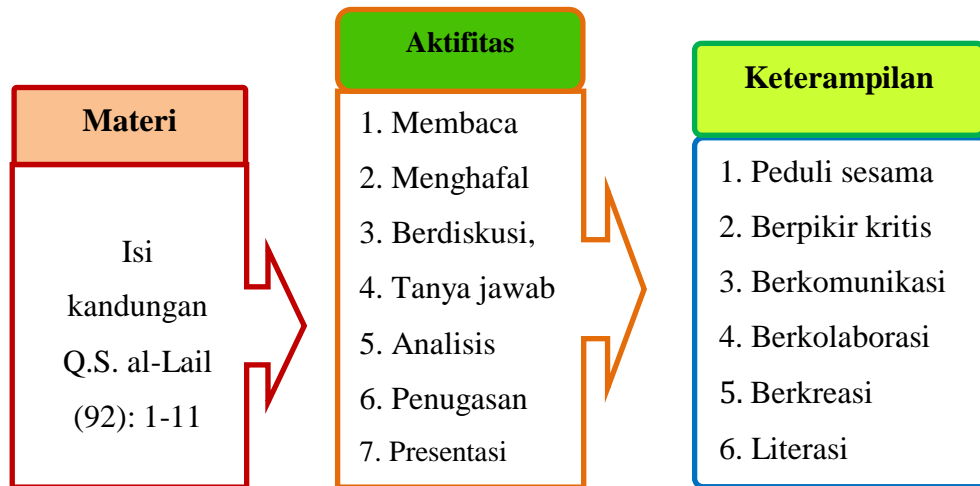 Materi
Isi
kandungan
Q.S. al-Lail
(92): 1-11
Aktifitas
1. Membaca
2. Menghafal
3. Berdiskusi,
4. Tanya jawab
5. Analisis
6. Penugasan
7. Presentasi
Keterampilan
1. Peduli sesama
2. Berpikir kritis
3. Berkomunikasi
4. Berkolaborasi
5. Berkreasi
6. Literasi